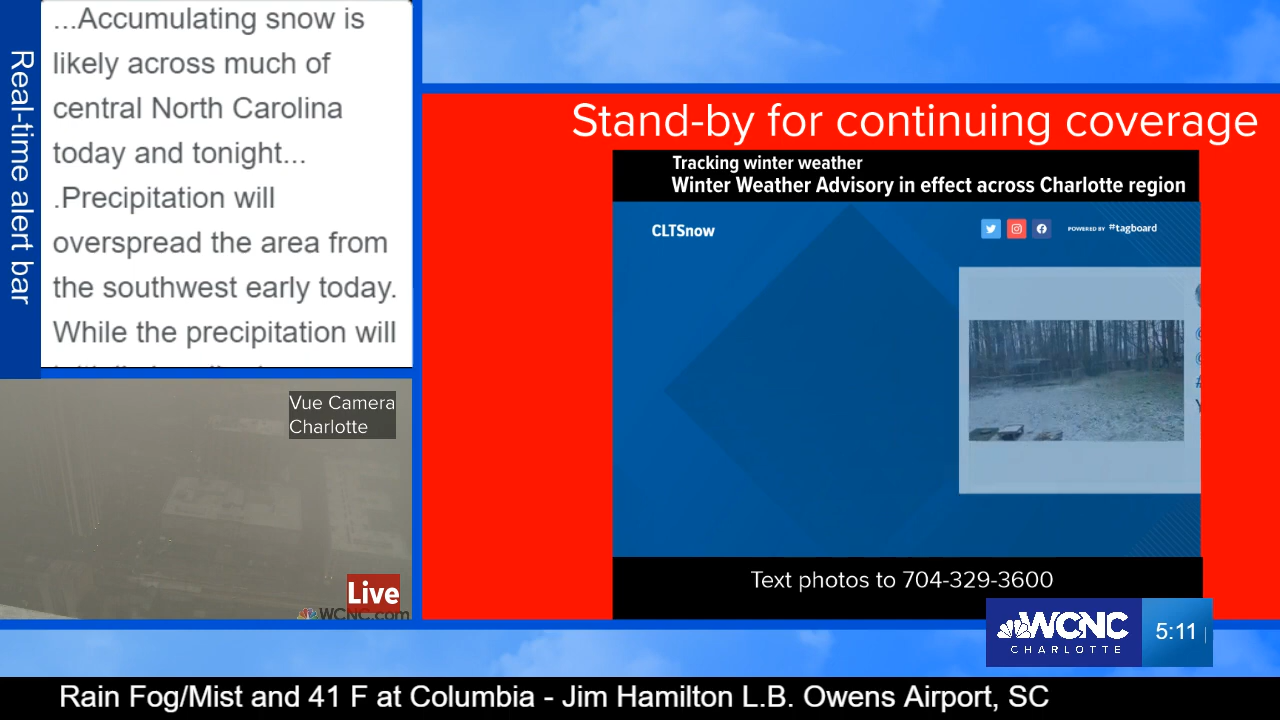 Real-time alert bar
...Accumulating snow is
likely across much of
central North Carolina
today and tonight...
.Precipitation will
overspread the area from
the southwest early today.
While the precipitation will
Vue Camera
Charlotte
Live
WCNC.com
Stand-by for continuing coverage
Tracking winter weather
Winter Weather Advisory in effect across Charlotte region
CLTSnow
POWERED BY #tagboard
@
@
#
Y
Text photos to 704-329-3600
WCNC
CHARLOTTE
5:11
Rain Fog/Mist and 41 F at Columbia - Jim Hamilton L.B. Owens Airport, SC